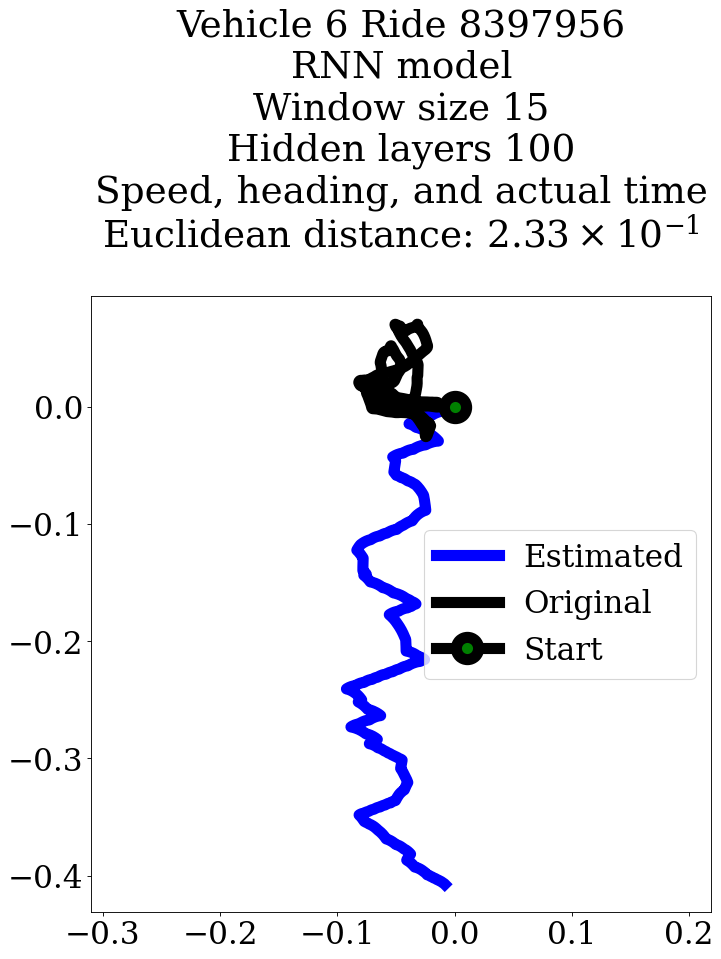 Vehicle 6 Ride 8397956
RNN model
Window size 15
Hidden layers 100
Speed, heading, and actual time
Euclidean distance: 2.33 × 10⁻¹
0.0
−0.1
−0.2
−0.3
−0.4
Estimated
Original
Start
−0.3 −0.2 −0.1 0.0 0.1 0.2